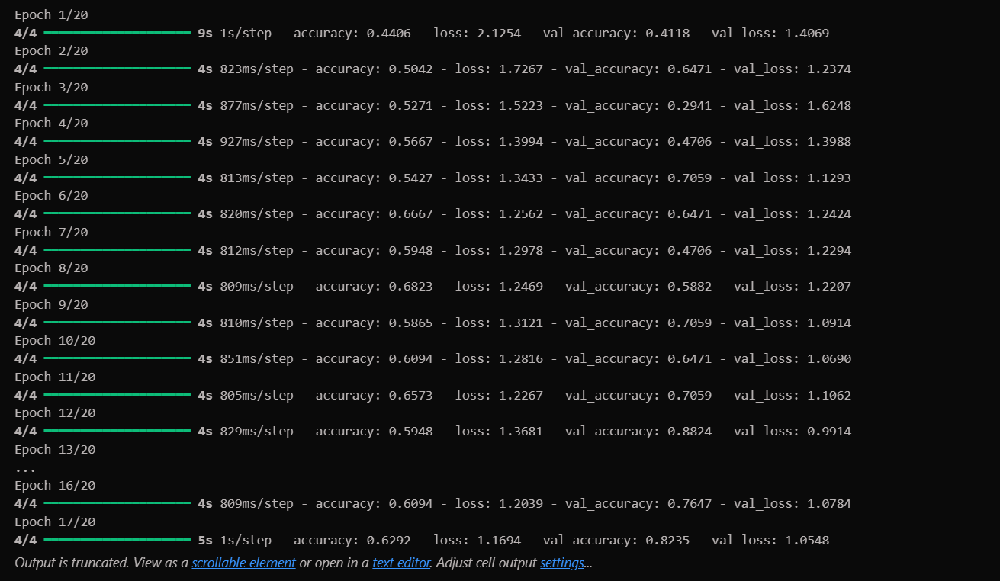 Epoch 1/20
4/4 9s 1s/step - accuracy: 0.4406 - loss: 2.1254 - val_accuracy: 0.4118 - val_loss: 1.4069
Epoch 2/20
4/4 4s 823ms/step - accuracy: 0.5042 - loss: 1.7267 - val_accuracy: 0.6471 - val_loss: 1.2374
Epoch 3/20
4/4 4s 877ms/step - accuracy: 0.5271 - loss: 1.5223 - val_accuracy: 0.2941 - val_loss: 1.6248
Epoch 4/20
4/4 4s 927ms/step - accuracy: 0.5667 - loss: 1.3994 - val_accuracy: 0.4706 - val_loss: 1.3988
Epoch 5/20
4/4 4s 813ms/step - accuracy: 0.5427 - loss: 1.3433 - val_accuracy: 0.7059 - val_loss: 1.1293
Epoch 6/20
4/4 4s 820ms/step - accuracy: 0.6667 - loss: 1.2562 - val_accuracy: 0.6471 - val_loss: 1.2424
Epoch 7/20
4/4 4s 812ms/step - accuracy: 0.5948 - loss: 1.2978 - val_accuracy: 0.4706 - val_loss: 1.2294
Epoch 8/20
4/4 4s 809ms/step - accuracy: 0.6823 - loss: 1.2469 - val_accuracy: 0.5882 - val_loss: 1.2207
Epoch 9/20
4/4 4s 810ms/step - accuracy: 0.5865 - loss: 1.3121 - val_accuracy: 0.7059 - val_loss: 1.0914
Epoch 10/20
4/4 4s 851ms/step - accuracy: 0.6094 - loss: 1.2816 - val_accuracy: 0.6471 - val_loss: 1.0690
Epoch 11/20
4/4 4s 805ms/step - accuracy: 0.6573 - loss: 1.2267 - val_accuracy: 0.7059 - val_loss: 1.1062
Epoch 12/20
4/4 4s 829ms/step - accuracy: 0.5948 - loss: 1.3681 - val_accuracy: 0.8824 - val_loss: 0.9914
Epoch 13/20
...
Epoch 16/20
4/4 4s 809ms/step - accuracy: 0.6094 - loss: 1.2039 - val_accuracy: 0.7647 - val_loss: 1.0784
Epoch 17/20
4/4 5s 1s/step - accuracy: 0.6292 - loss: 1.1694 - val_accuracy: 0.8235 - val_loss: 1.0548
Output is truncated. View as a scrollable element or open in a text editor. Adjust cell output settings...